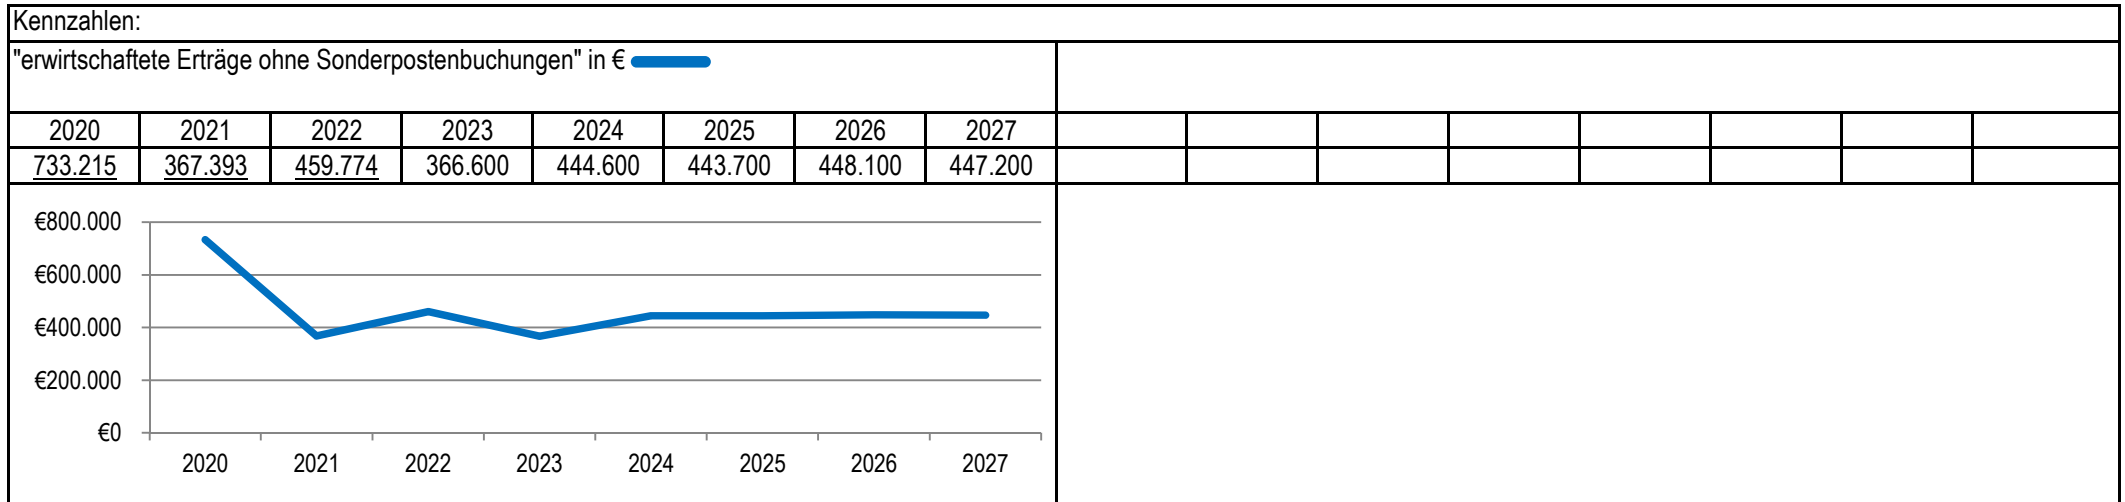 Kennzahlen:
"erwirtschaftete Erträge ohne Sonderpostenbuchungen" in €
2020 2021 2022 2023 2024 2025 2026 2027
733.215 367.393 459.774 366.600 444.600 443.700 448.100 447.200
€800.000
€600.000
€400.000
€200.000
€0
2020 2021 2022 2023 2024 2025 2026 2027